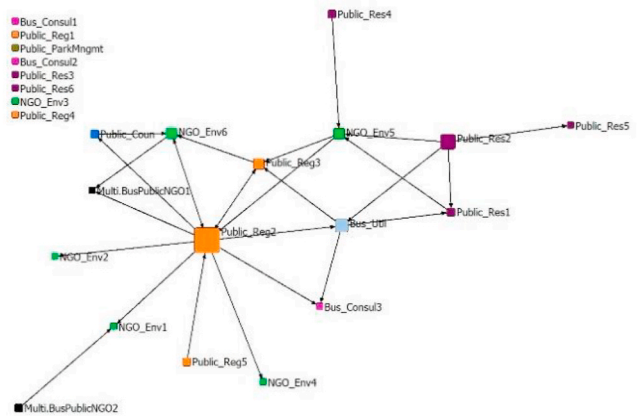 Bus_Consul1
Public_Reg1
Public_ParkMngmt
Bus_Consul2
Public_Res3
Public_Res6
NGO_Env3
Public_Reg4
Public_Res4
Public_Coun
NGO_Env6
NGO_Env5
Public_Res2
Public_Res5
Public_Reg3
Multi.BusPublicNGO1
Public_Res1
Public_Reg2
Bus_Util
NGO_Env2
Bus_Consul3
NGO_Env1
Public_Reg5
NGO_Env4
Multi.BusPublicNGO2